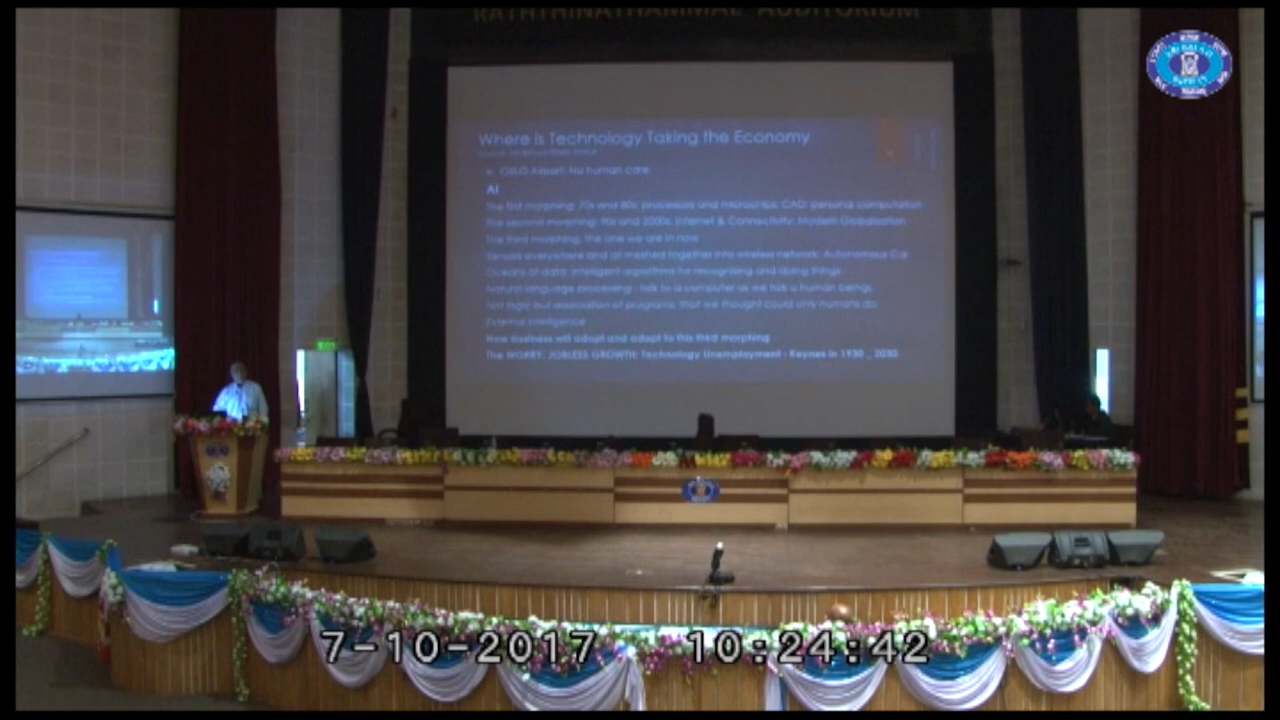 RATHTHINATHAMMAL AUDITORIUM
Where is Technology Taking the Economy
OSLO Airport: No human care
AI
The first morphing: 70s and 80s: processors and microchips: CAD: personal computation
The second morphing: 90s and 2000s. Internet & Connectivity: Modern Globalisation
The third morphing: the one we are in now
Sensors everywhere and all meshed together into wireless network: Autonomous Car
Oceans of data: Intelligent algorithms for recognising and doing things
Natural language processing : talk to a computer as we talk a human beings
Not logic but association of programs: that we thought could only humans do
External intelligence
How business will adopt and adapt to this third morphing
The WORRY: JOBLESS GROWTH: Technology Unemployment : Keynes in 1930 , 2030
7-10-2017 10:24:42